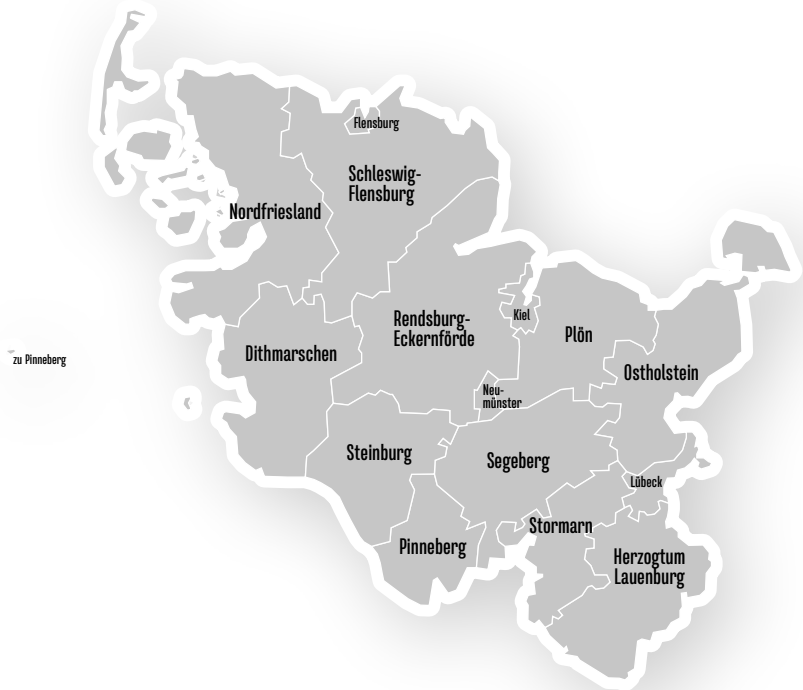 Flensburg
Schleswig-
Flensburg
Nordfriesland
Rendsburg-
Eckernförde
Kiel
Plön
Dithmarschen
zu Pinneberg
Ostholstein
Neu-
münster
Steinburg
Segeberg
Lübeck
Stormarn
Pinneberg
Herzogtum
Lauenburg